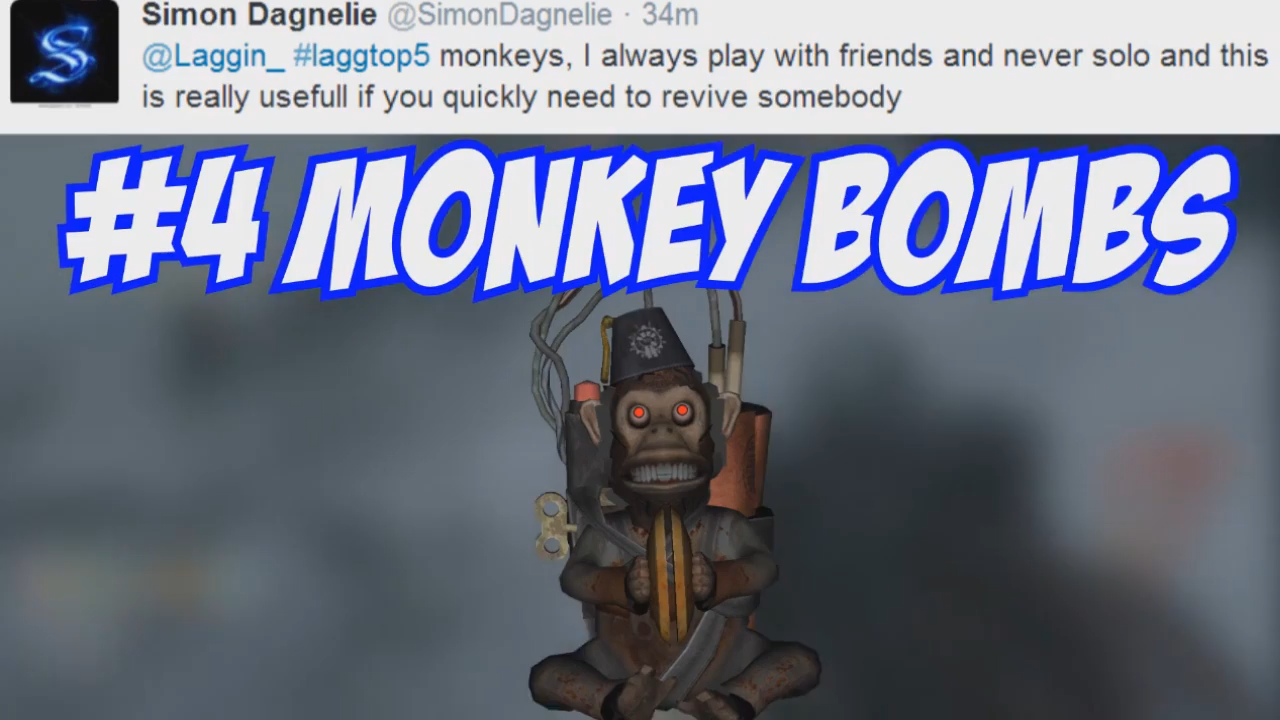 Simon Dagnelie @SimonDagnelie · 34m
@Laggin_ #laggtop5 monkeys, I always play with friends and never solo and this
is really usefull if you quickly need to revive somebody
#4 MONKEY BOMBS